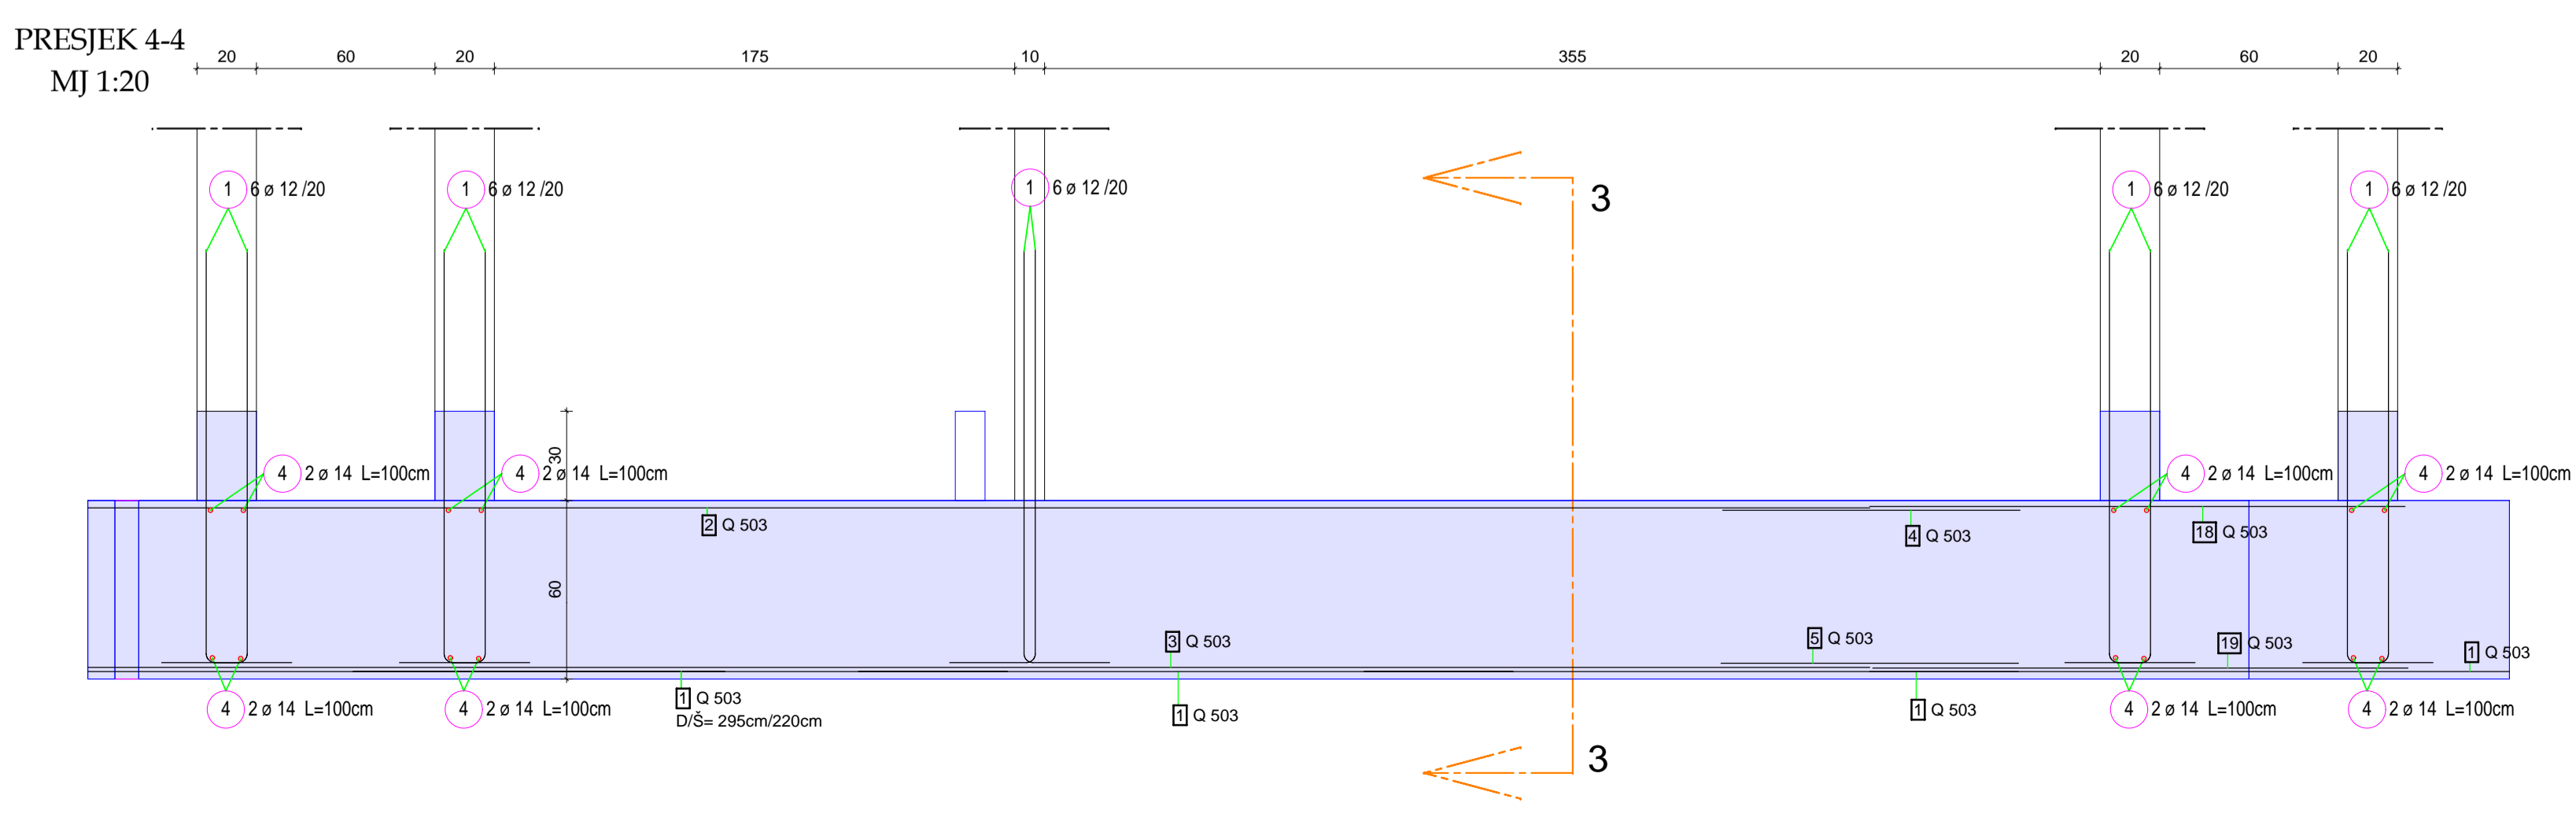 PRESJEK 4-4
MJ 1:20
20 60 20 175 10 355 20 60 20
1 6 ø 12 /20
1 6 ø 12 /20
1 6 ø 12 /20
1 6 ø 12 /20
1 6 ø 12 /20
3
30
4 2 ø 14 L=100cm
4 2 ø 14 L=100cm
4 2 ø 14 L=100cm
4 2 ø 14 L=100cm
2 Q 503
4 Q 503
18 Q 503
60
3 Q 503
5 Q 503
19 Q 503
1 Q 503
4 2 ø 14 L=100cm
4 2 ø 14 L=100cm
1 Q 503
D/Š= 295cm/220cm
1 Q 503
1 Q 503
4 2 ø 14 L=100cm
4 2 ø 14 L=100cm
3